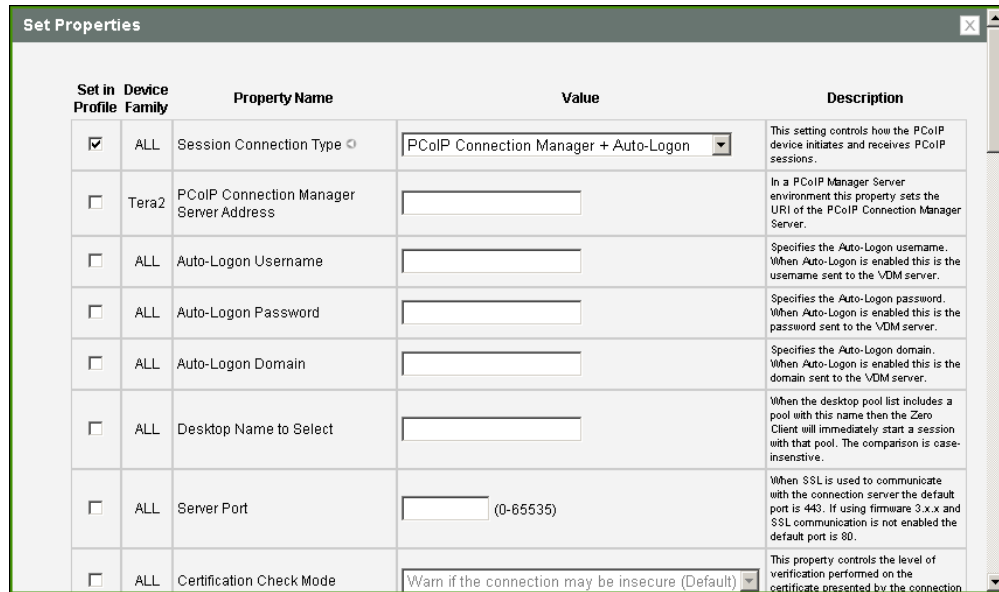 Set Properties
X
Set in Profile
Device Family
Property Name
Value
Description
ALL
Session Connection Type
PCoIP Connection Manager + Auto-Logon
This setting controls how the PCoIP
device initiates and receives PCoIP
sessions.
Tera2
PCoIP Connection Manager
Server Address
In a PCoIP Manager Server
environment this property sets the
URI of the PCoIP Connection Manager
Server.
ALL
Auto-Logon Username
Specifies the Auto-Logon username.
When Auto-Logon is enabled this is the
username sent to the VDM server.
ALL
Auto-Logon Password
Specifies the Auto-Logon password.
When Auto-Logon is enabled this is the
password sent to the VDM server.
ALL
Auto-Logon Domain
Specifies the Auto-Logon domain.
When Auto-Logon is enabled this is the
domain sent to the VDM server.
ALL
Desktop Name to Select
When the desktop pool list includes a
pool with this name then the Zero
Client will immediately start a session
with that pool. The comparison is case-
insenstive.
ALL
Server Port
(0-65535)
When SSL is used to communicate
with the connection server the default
port is 443. If using firmware 3.x.x and
SSL communication is not enabled the
default port is 80.
ALL
Certification Check Mode
Warn if the connection may be insecure (Default)
This property controls the level of
verification performed on the
certificate presented by the connection